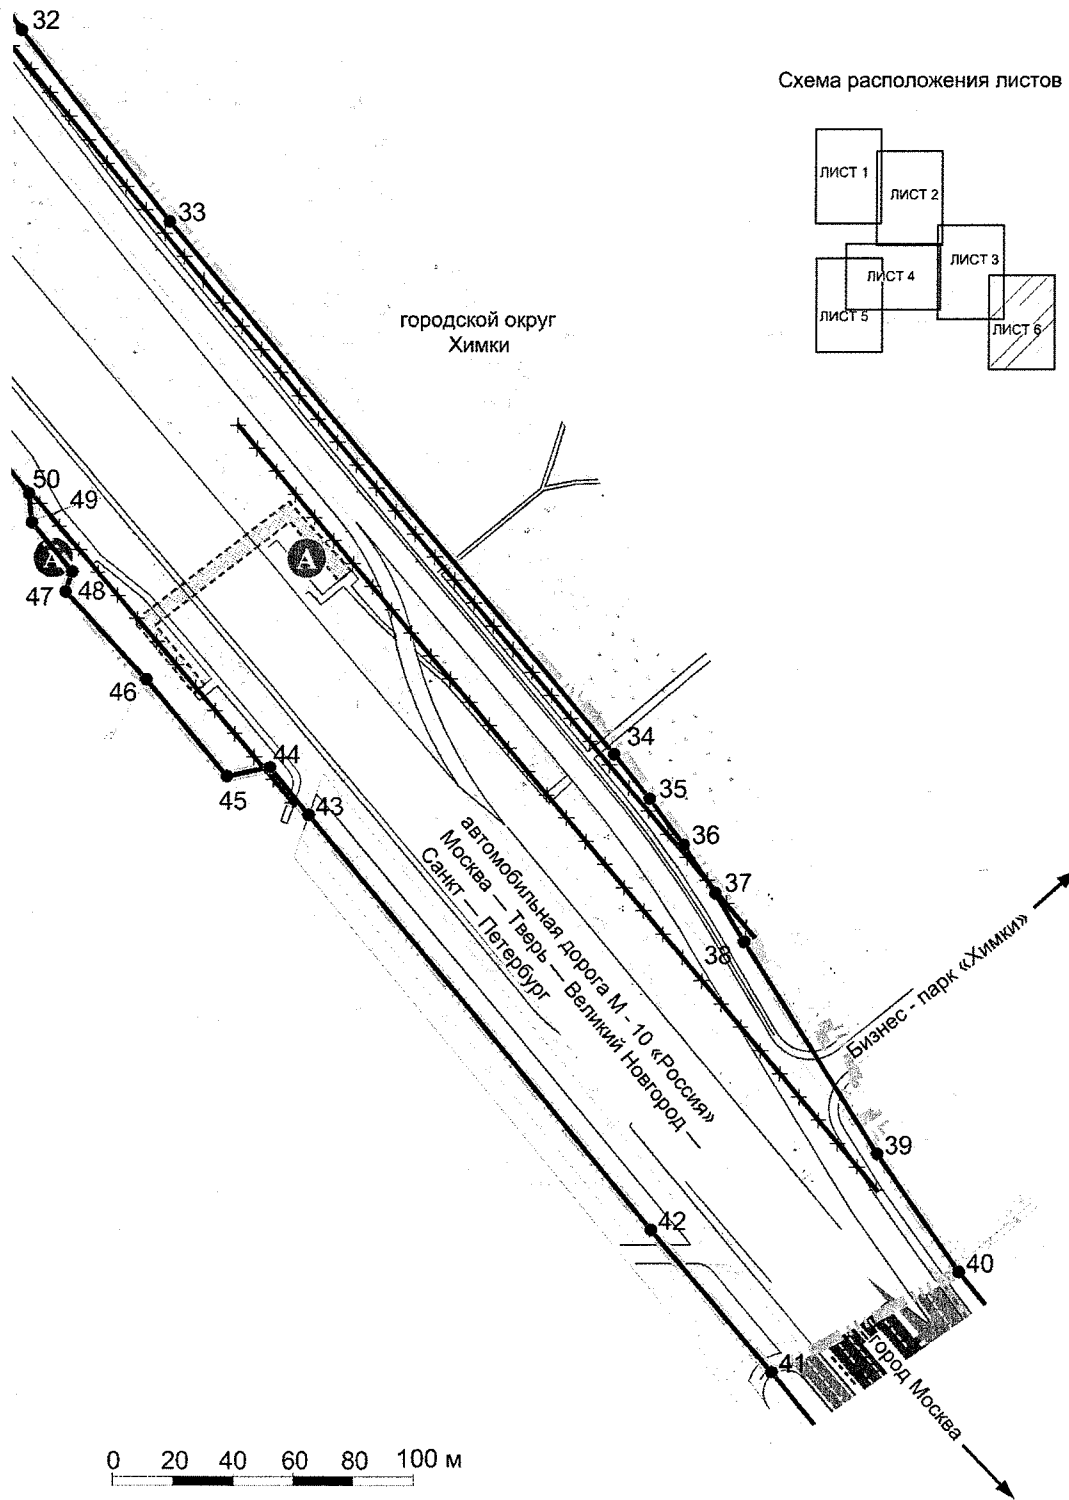 32
Схема расположения листов
ЛИСТ 1
ЛИСТ 2
33
ЛИСТ 3
ЛИСТ 4
ЛИСТ 5
ЛИСТ 6
городской округ
Химки
50
49
А
А
48
47
46
34
44
45
43
35
36
37
38
автомобильная дорога М - 10 «Россия»
Москва — Тверь — Великий Новгород —
Санкт — Петербург
Бизнес - парк «Химки»
39
42
40
41
город Москва
0 20 40 60 80 100 м